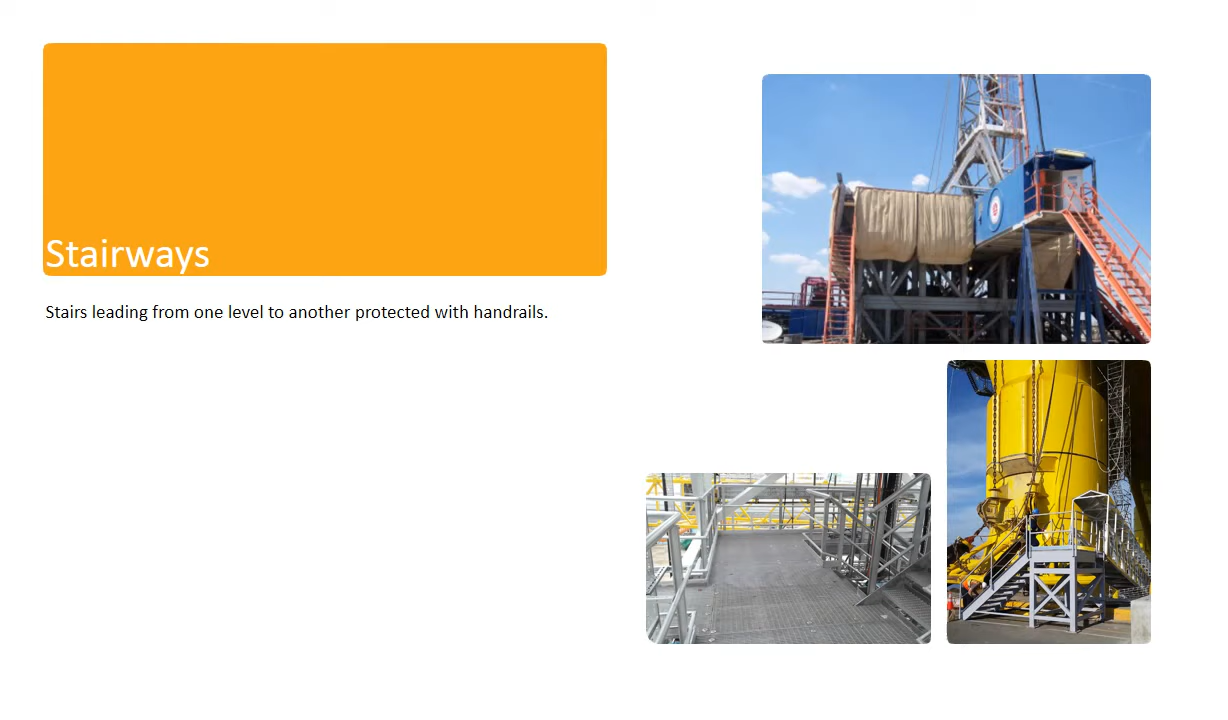 Stairways
Stairs leading from one level to another protected with handrails.